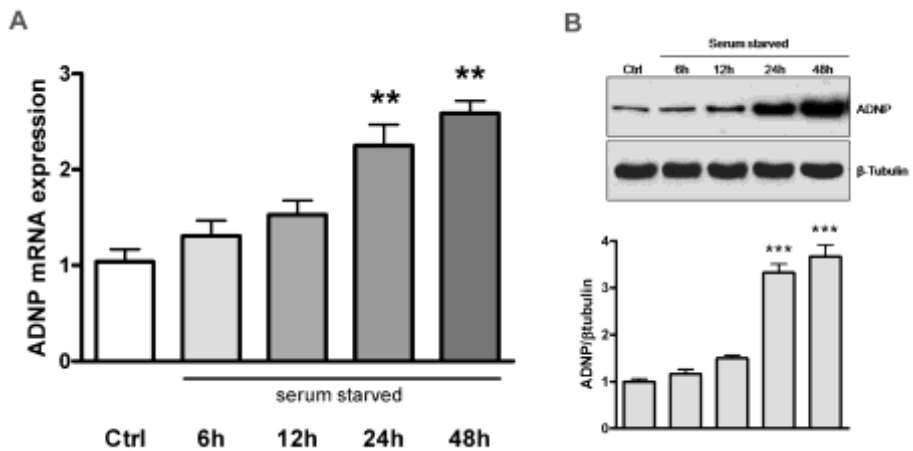 A
ADNP mRNA expression
3
2
1
0
**
**
serum starved
Ctrl 6h 12h 24h 48h
B
Serum starved
Ctrl 6h 12h 24h 48h
ADNP
β-Tubulin
ADNP/βtubulin
4
3
2
1
0
***
***